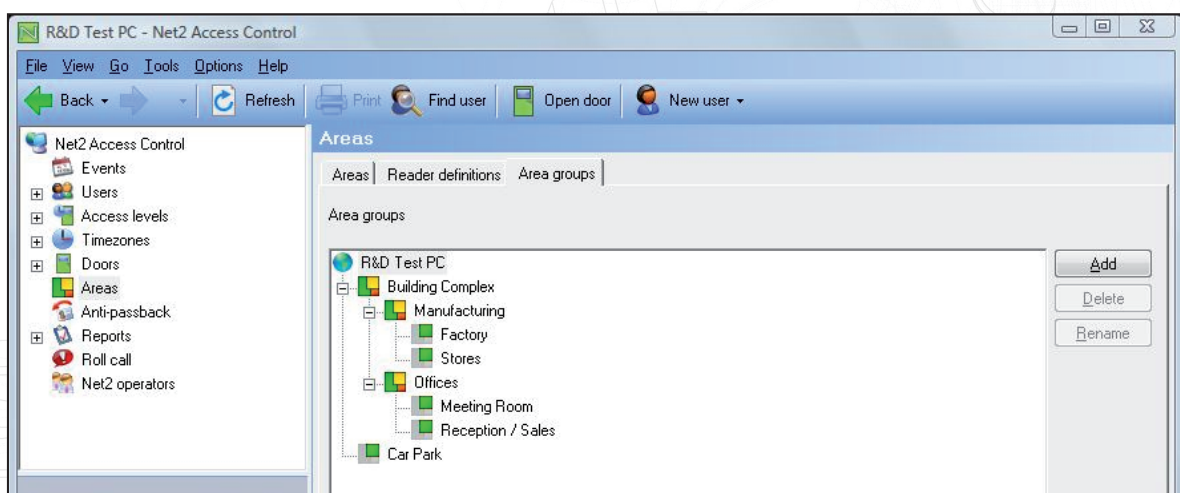 R&D Test PC - Net2 Access Control
File View Go Tools Options Help
Back Refresh Print Find user Open door New user
Net2 Access Control
Events
Users
Access levels
Timezones
Doors
Areas
Anti-passback
Reports
Roll call
Net2 operators
Areas
Areas Reader definitions Area groups
Area groups
R&D Test PC
Building Complex
Manufacturing
Factory
Stores
Offices
Meeting Room
Reception / Sales
Car Park
Add
Delete
Rename